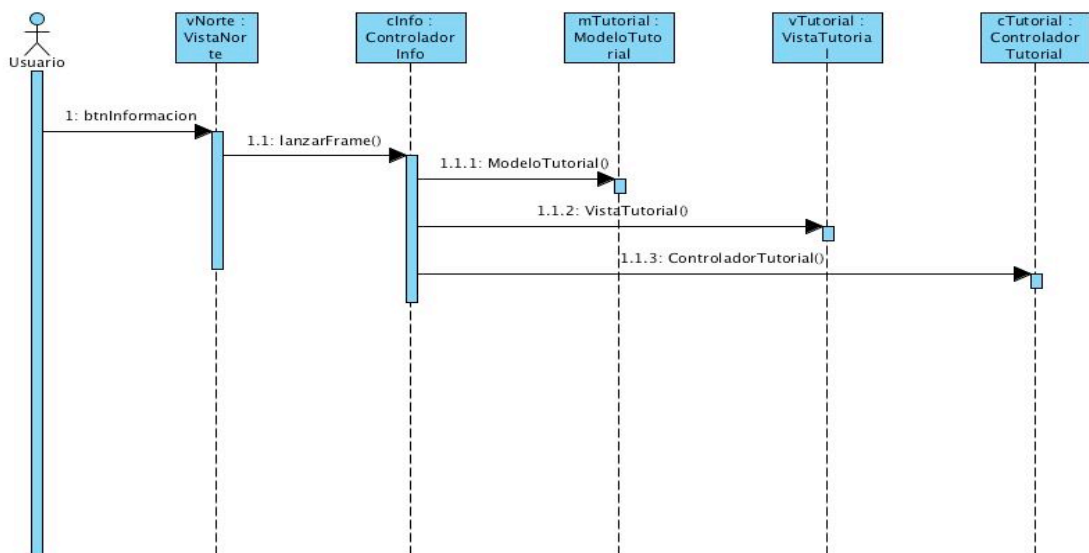 vNorte :
VistaNor
te
cInfo :
Controlador
Info
mTutorial :
ModeloTuto
rial
vTutorial :
VistaTutoria
l
cTutorial :
Controlador
Tutorial
Usuario
1: btnInformacion
1.1: lanzarFrame()
1.1.1: ModeloTutorial()
1.1.2: VistaTutorial()
1.1.3: ControladorTutorial()